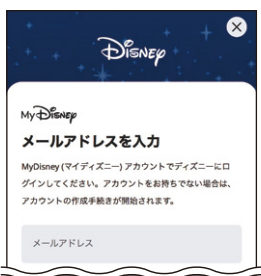 Disney
MyDisney
メールアドレスを入力
MyDisney (マイディズニー) アカウントでディズニーにロ
グインしてください。アカウントをお持ちでない場合は、
アカウントの作成手続きが開始されます。
メールアドレス